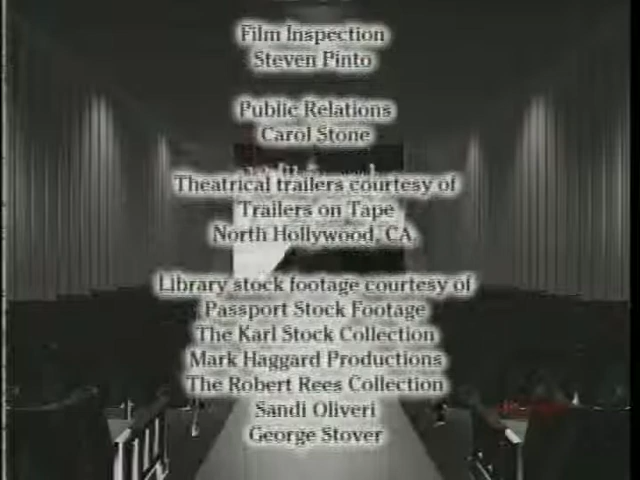 Film Inspection
Steven Pinto
Public Relations
Carol Stone
Theatrical trailers courtesy of
Trailers on Tape
North Hollywood, CA
Library stock footage courtesy of
Passport Stock Footage
The Karl Stock Collection
Mark Haggard Productions
The Robert Rees Collection
Sandi Oliveri
George Stover